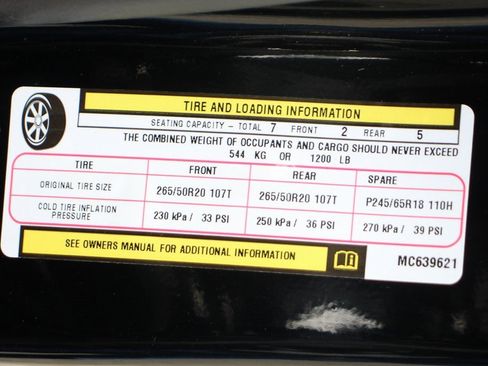 TIRE AND LOADING INFORMATION
SEATING CAPACITY - TOTAL 7 FRONT 2 REAR 5
THE COMBINED WEIGHT OF OCCUPANTS AND CARGO SHOULD NEVER EXCEED
544 KG OR 1200 LB
TIRE FRONT REAR SPARE
ORIGINAL TIRE SIZE 265/50R20 107T 265/50R20 107T P245/65R18 110H
COLD TIRE INFLATION PRESSURE 230 kPa / 33 PSI 250 kPa / 36 PSI 270 kPa / 39 PSI
SEE OWNERS MANUAL FOR ADDITIONAL INFORMATION MC639621